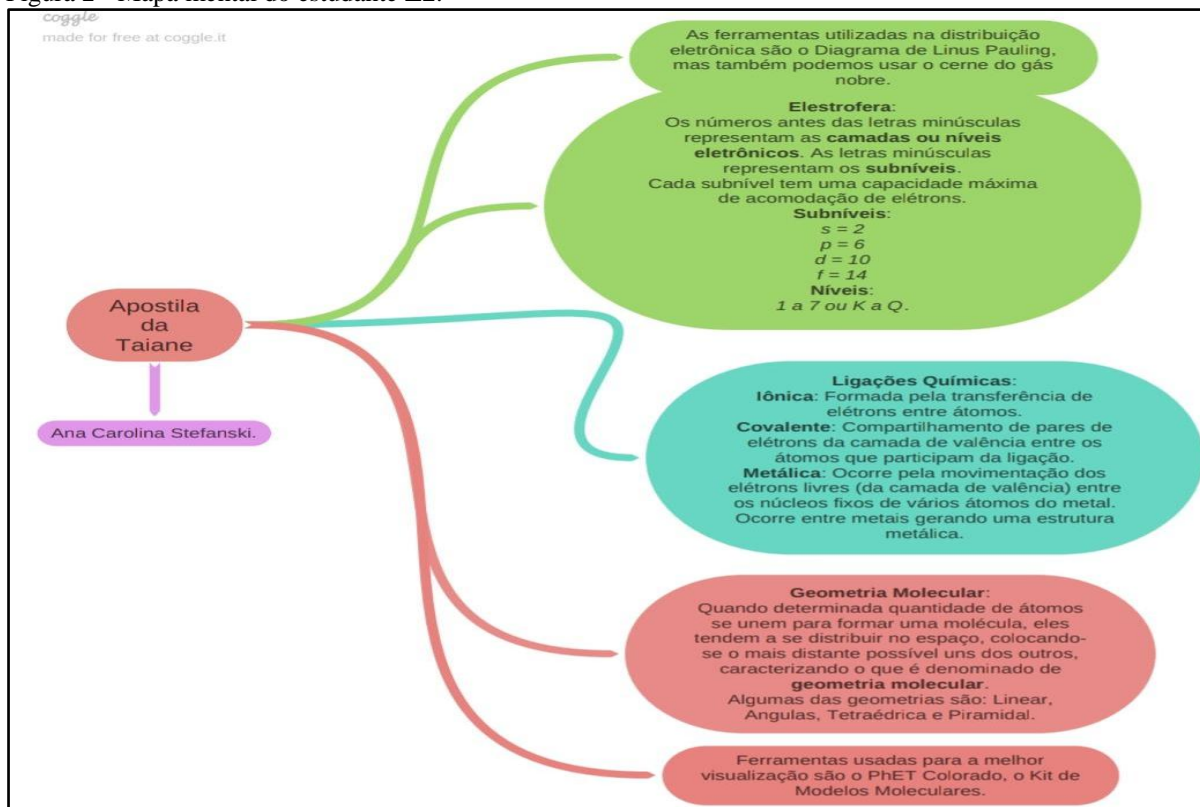 Figura 2 - Mapa mental do estudante E2.
coggle
made for free at coggle.it
As ferramentas utilizadas na distribuição
eletrônica são o Diagrama de Linus Pauling,
mas também podemos usar o cerne do gás
nobre.
Elestrofera:
Os números antes das letras minúsculas
representam as camadas ou níveis
eletrônicos. As letras minúsculas
representam os subníveis.
Cada subnível tem uma capacidade máxima
de acomodação de elétrons.
Subníveis:
s = 2
p = 6
d = 10
f = 14
Níveis:
1 a 7 ou K a Q.
Apostila
da
Taiane
Ana Carolina Stefanski.
Ligações Químicas:
Iônica: Formada pela transferência de
elétrons entre átomos.
Covalente: Compartilhamento de pares de
elétrons da camada de valência entre os
átomos que participam da ligação.
Metálica: Ocorre pela movimentação dos
elétrons livres (da camada de valência) entre
os núcleos fixos de vários átomos do metal.
Ocorre entre metais gerando uma estrutura
metálica.
Geometria Molecular:
Quando determinada quantidade de átomos
se unem para formar uma molécula, eles
tendem a se distribuir no espaço, colocando-
se o mais distante possível uns dos outros,
caracterizando o que é denominado de
geometria molecular.
Algumas das geometrias são: Linear,
Angulas, Tetraédrica e Piramidal.
Ferramentas usadas para a melhor
visualização são o PhET Colorado, o Kit de
Modelos Moleculares.